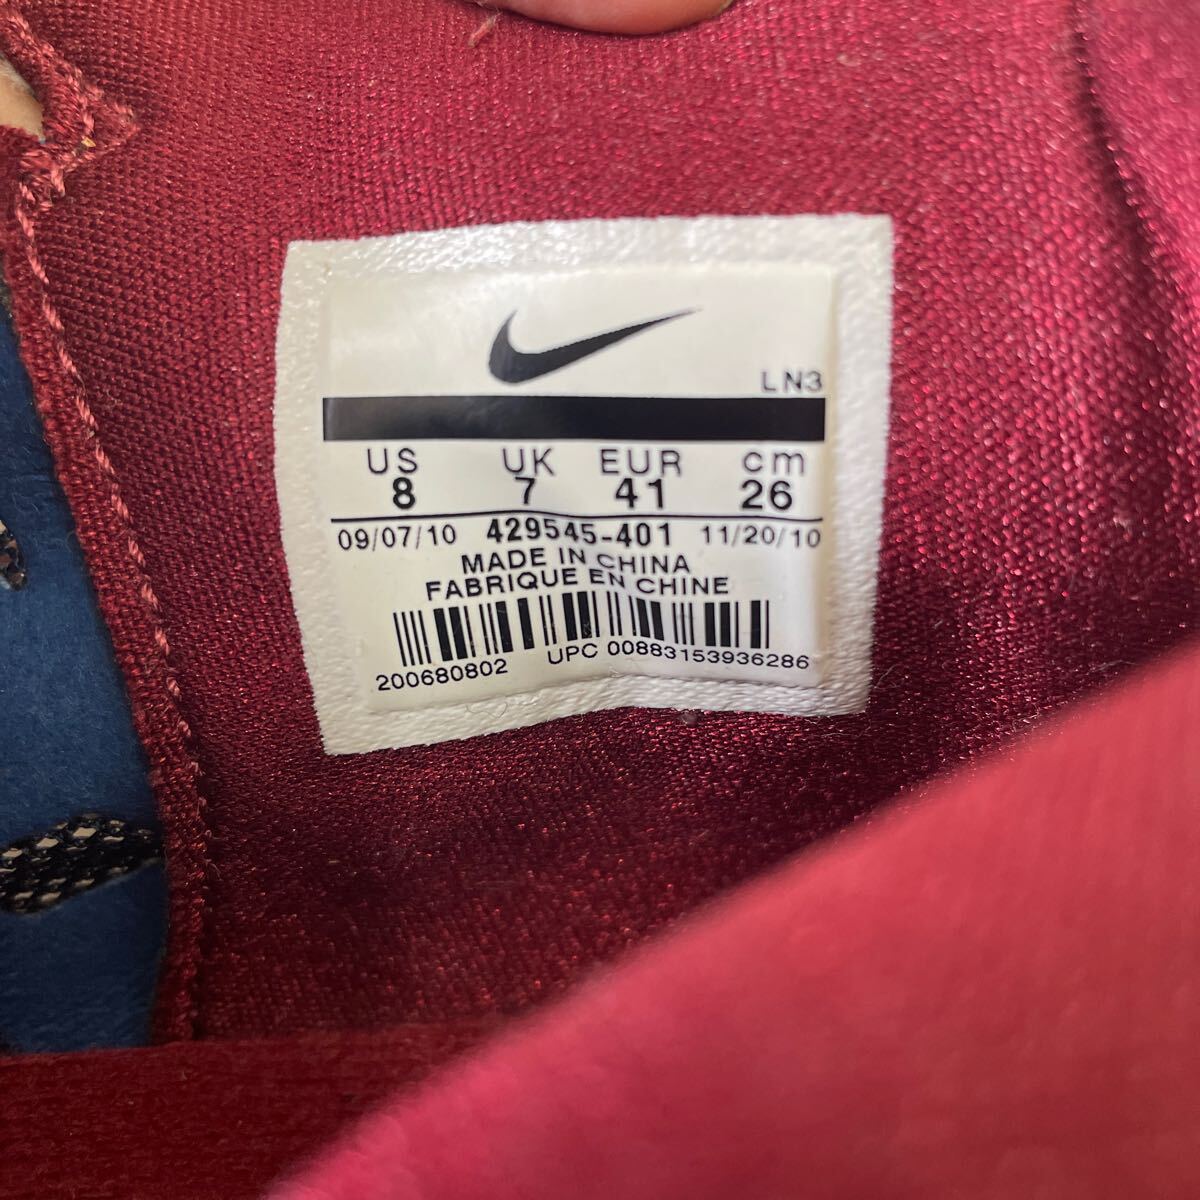 LN3
US UK EUR cm
8 7 41 26
09/07/10 429545-401 11/20/10
MADE IN CHINA
FABRIQUE EN CHINE
200680802 UPC 00883153936286